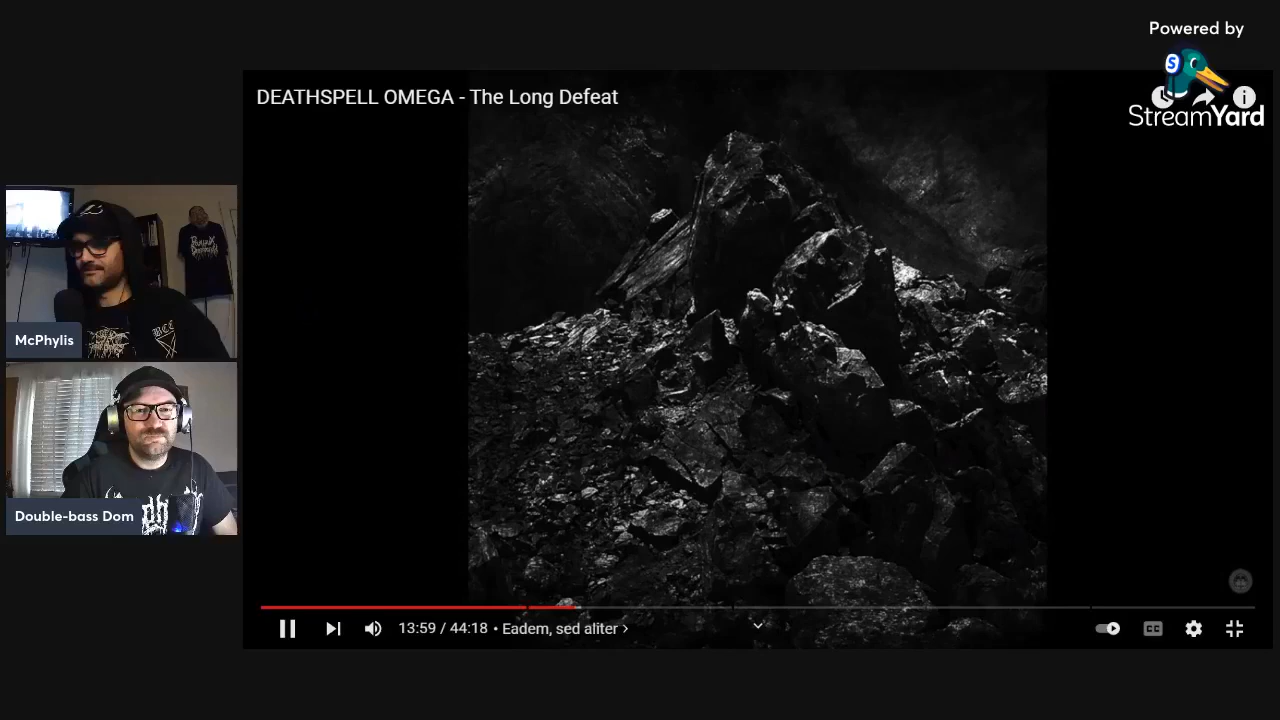 Powered by
StreamYard
DEATHSPELL OMEGA - The Long Defeat
McPhylis
Double-bass Dom
13:59 / 44:18 • Eadem, sed aliter ›
CC